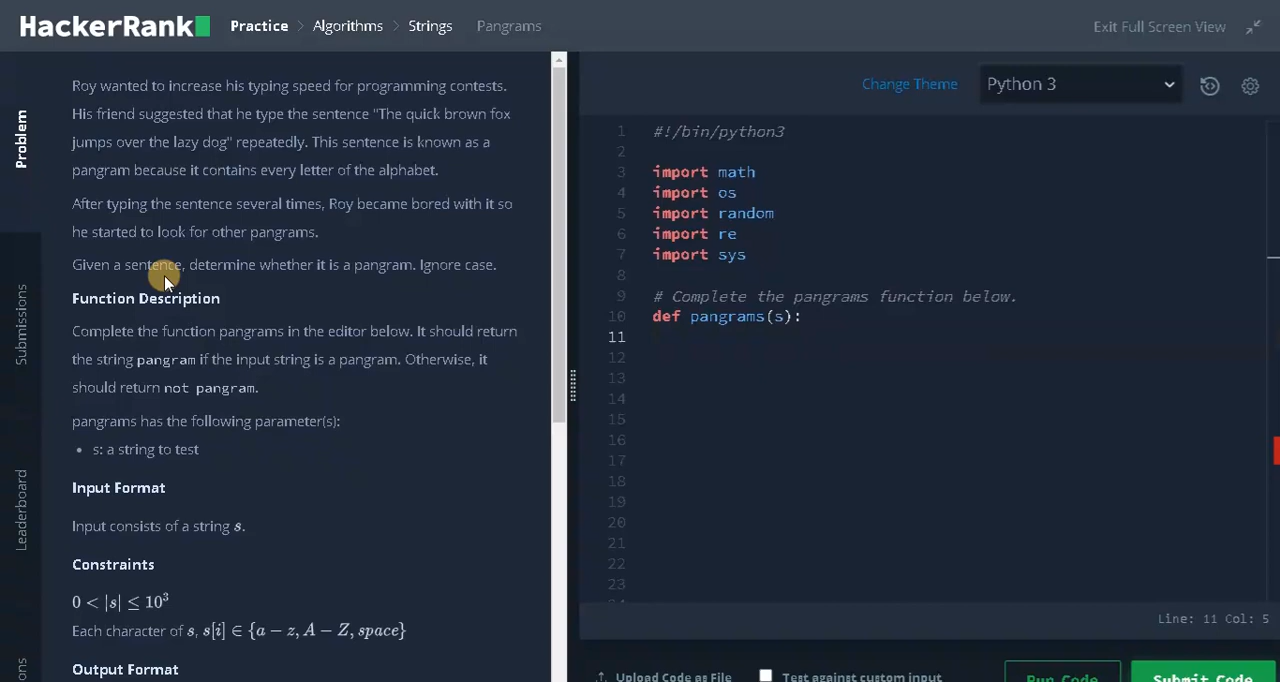 HackerRank
Practice > Algorithms > Strings Pangrams
Exit Full Screen View
Problem
Submissions
Leaderboard
ons
Roy wanted to increase his typing speed for programming contests.
His friend suggested that he type the sentence "The quick brown fox
jumps over the lazy dog" repeatedly. This sentence is known as a
pangram because it contains every letter of the alphabet.
After typing the sentence several times, Roy became bored with it so
he started to look for other pangrams.
Given a sentence, determine whether it is a pangram. Ignore case.
Function Description
Complete the function pangrams in the editor below. It should return
the string pangram if the input string is a pangram. Otherwise, it
should return not pangram.
pangrams has the following parameter(s):
• s: a string to test
Input Format
Input consists of a string s.
Constraints
0 < |s| ≤ 10³
Each character of s, s[i] ∈ {a − z, A − Z, space}
Output Format
Change Theme
Python 3
1 #!/bin/python3
2
3 import math
4 import os
5 import random
6 import re
7 import sys
8
9 # Complete the pangrams function below.
10 def pangrams(s):
11
12
13
14
15
16
17
18
19
20
21
22
23
24
Line: 11 Col: 5
Upload Code as File
Test against custom input
Run Code
Submit Code